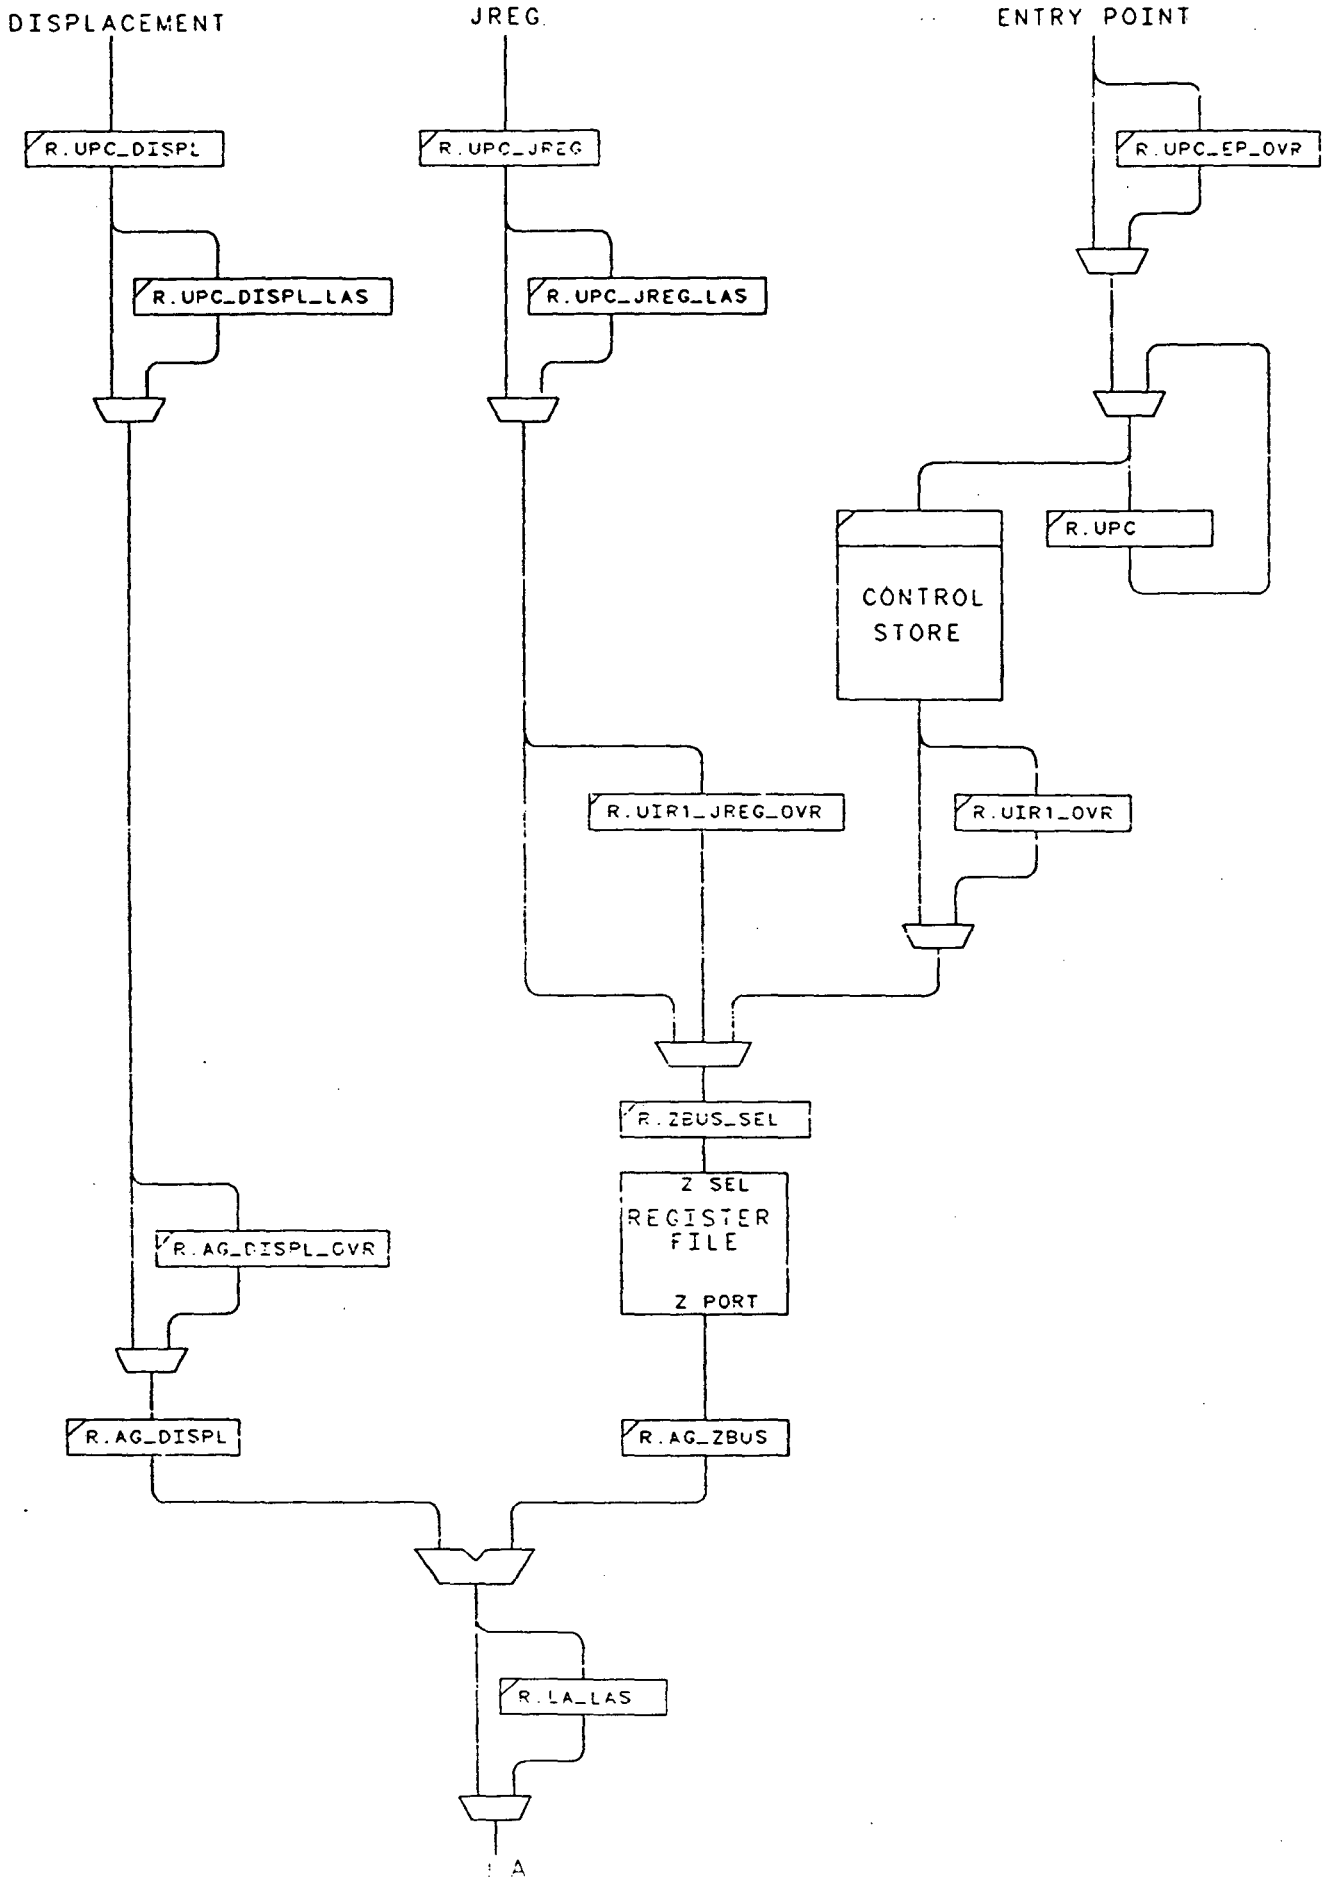 DISPLACEMENT
JREG
ENTRY POINT
R.UPC_DISPL
R.UPC_JREG
R.UPC_EP_OVR
R.UPC_DISPL_LAS
R.UPC_JREG_LAS
R.UPC
CONTROL
STORE
R.UIR1_JREG_OVR
R.UIR1_OVR
R.ZBUS_SEL
Z SEL
REGISTER
FILE
R.AG_DISPL_OVR
Z PORT
R.AG_DISPL
R.AG_ZBUS
R.LA_LAS
LA